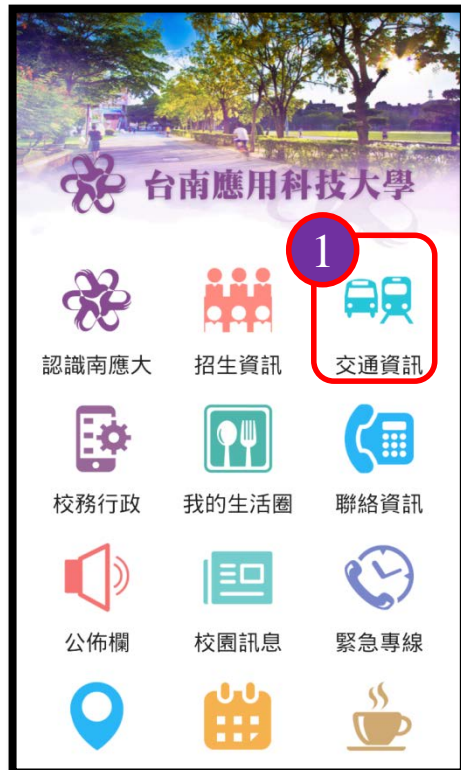 台南應用科技大學
1
認識南應大 招生資訊 交通資訊
校務行政 我的生活圈 聯絡資訊
公佈欄 校園訊息 緊急專線